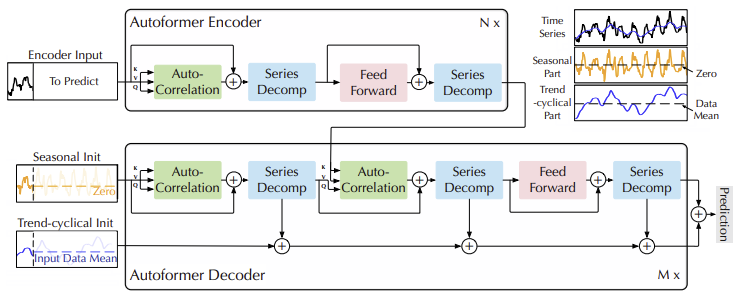 Autoformer Encoder
N x
Time
Series
Encoder Input
To Predict
K
V
Q
Auto-
Correlation
Series
Decomp
Feed
Forward
Series
Decomp
Seasonal
Part
Zero
Trend
-cyclical
Part
Data
Mean
Seasonal Init
Zero
K
V
Q
Auto-
Correlation
Series
Decomp
K
V
Q
Auto-
Correlation
Series
Decomp
Feed
Forward
Series
Decomp
Prediction
Trend-cyclical Init
Input Data Mean
Autoformer Decoder
M x